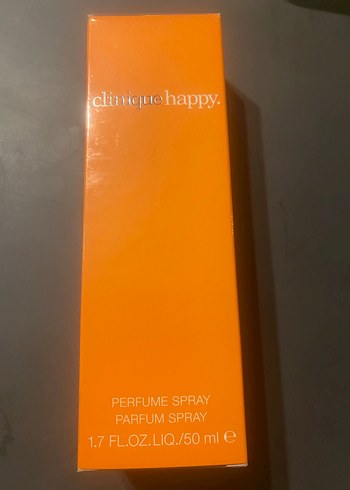 clinique happy.
PERFUME SPRAY
PARFUM SPRAY
1.7 FL.OZ.LIQ./50 ml ℮